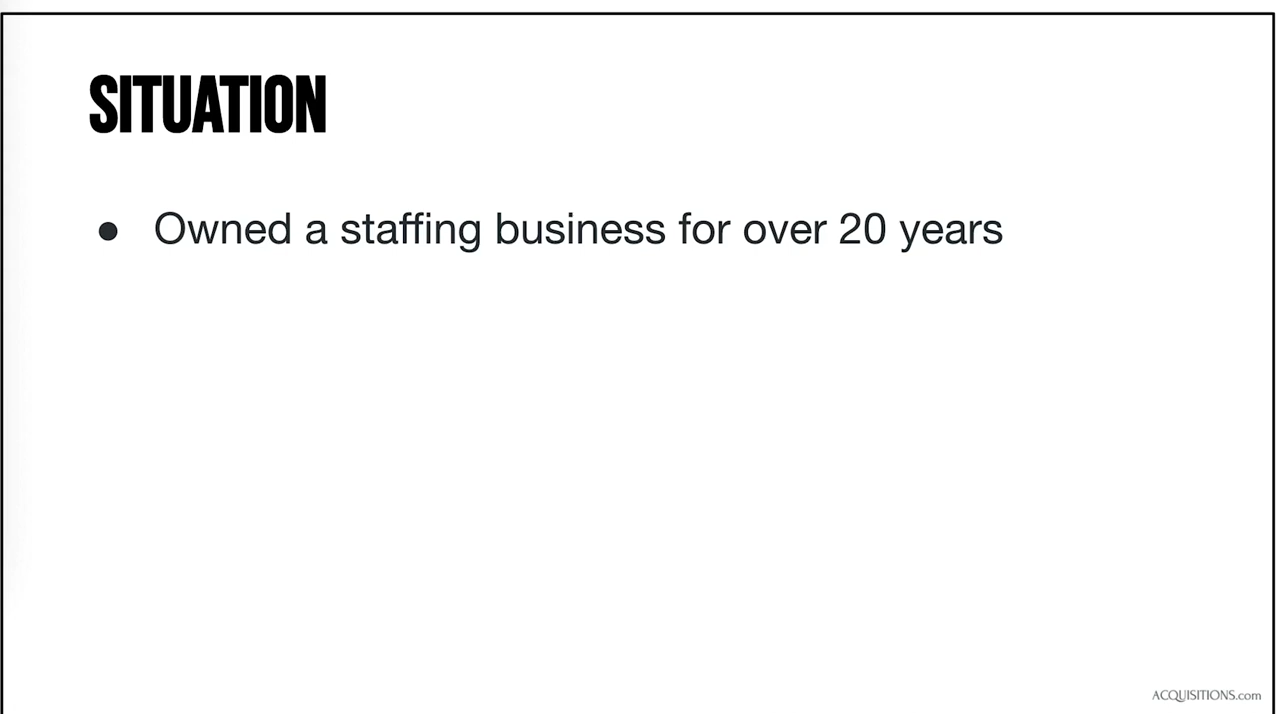 SITUATION
● Owned a staffing business for over 20 years
ACQUISITIONS.com